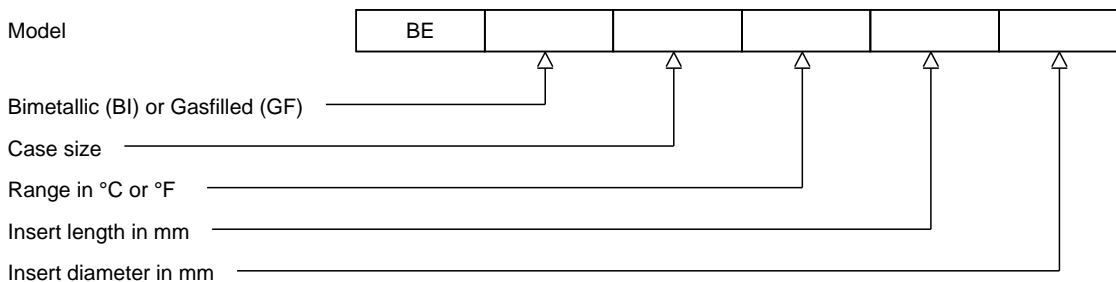 Model BE
Bimetallic (BI) or Gasfilled (GF)
Case size
Range in °C or °F
Insert length in mm
Insert diameter in mm